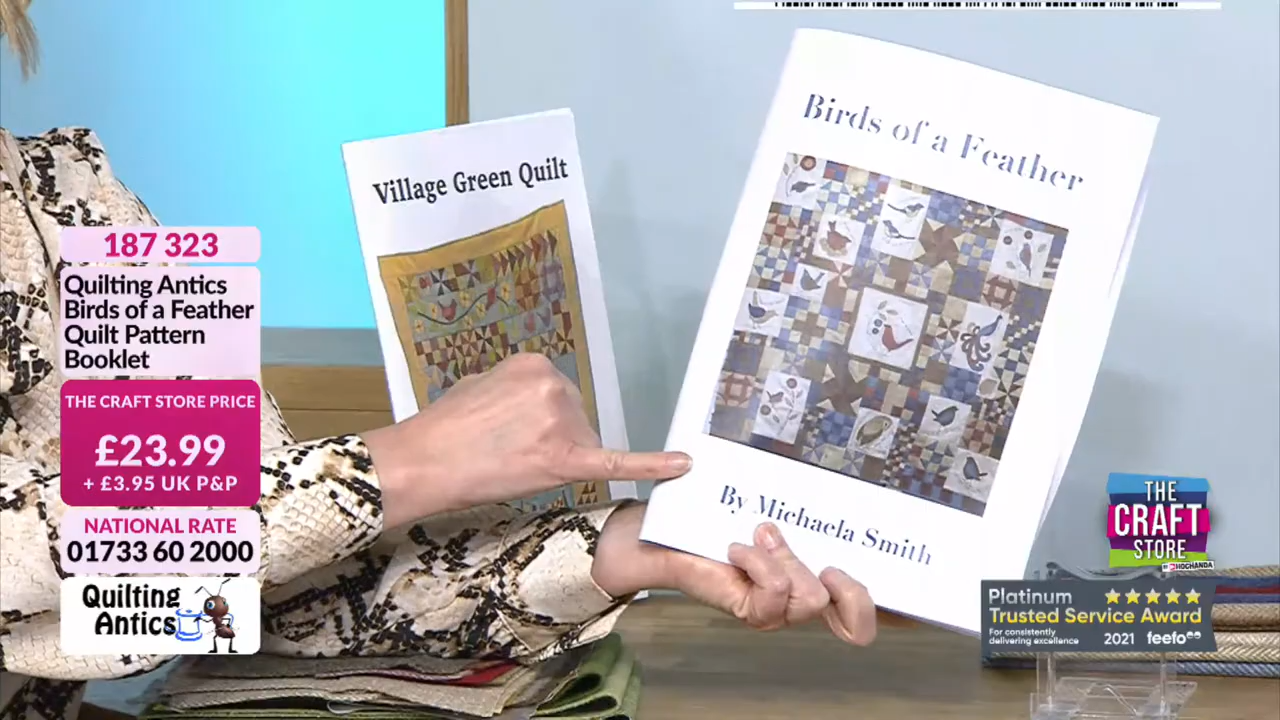 Birds of a Feather
Village Green Quilt
By Michaela Smith
187 323
Quilting Antics
Birds of a Feather
Quilt Pattern
Booklet
THE CRAFT STORE PRICE
£23.99
+ £3.95 UK P&P
NATIONAL RATE
01733 60 2000
Quilting
Antics
THE
CRAFT
STORE
BY HOCHANDA
Platinum
Trusted Service Award
For consistently
delivering excellence
2021 feefo